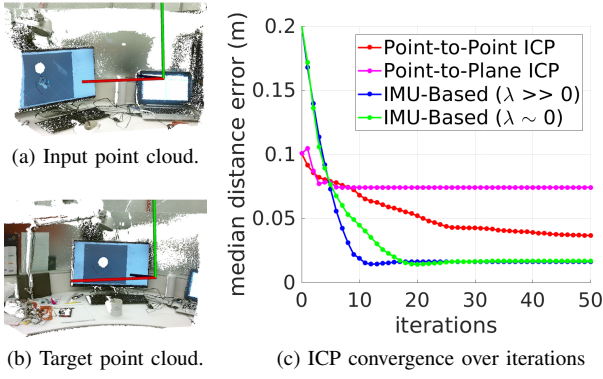 (a) Input point cloud.
(b) Target point cloud.
0.2
0.15
0.1
0.05
0
median distance error (m)
Point-to-Point ICP
Point-to-Plane ICP
IMU-Based (λ >> 0)
IMU-Based (λ ∼ 0)
0 10 20 30 40 50
iterations
(c) ICP convergence over iterations